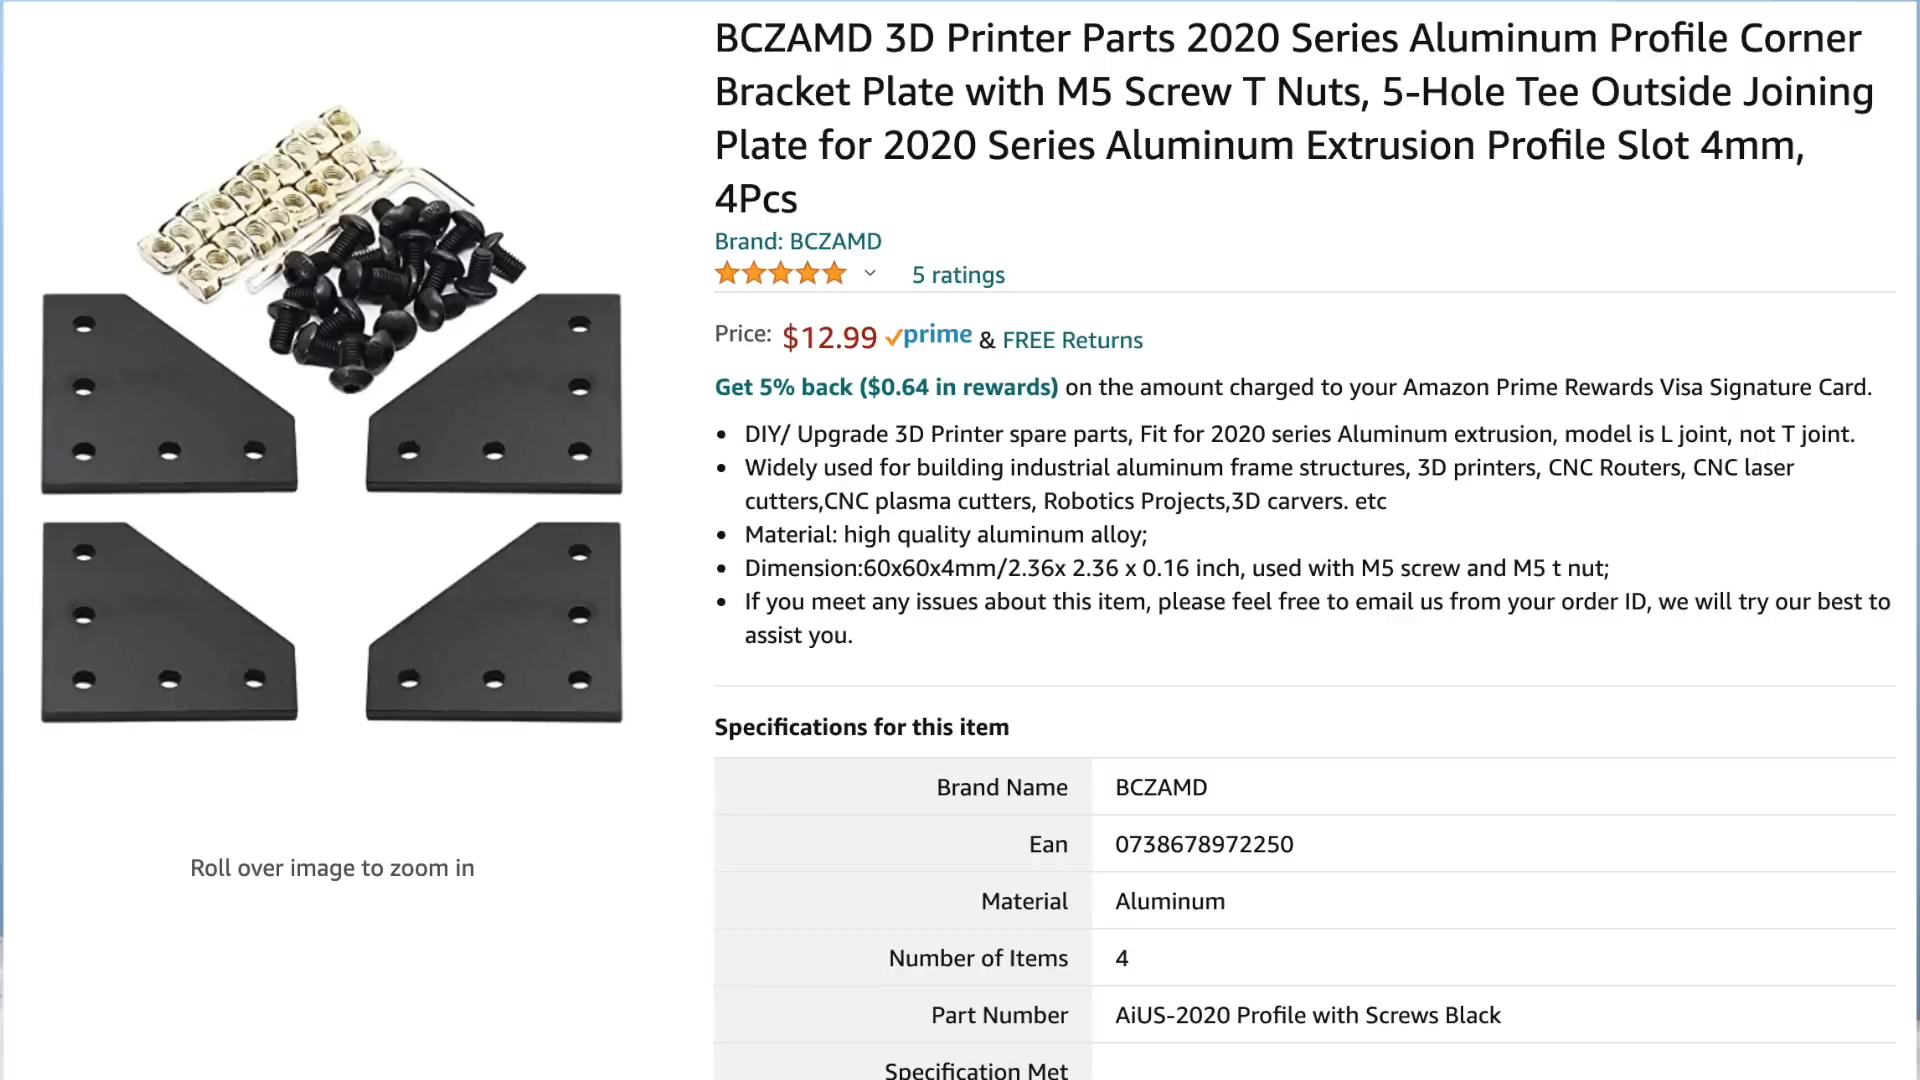 BCZAMD 3D Printer Parts 2020 Series Aluminum Profile Corner
Bracket Plate with M5 Screw T Nuts, 5-Hole Tee Outside Joining
Plate for 2020 Series Aluminum Extrusion Profile Slot 4mm,
4Pcs
Brand: BCZAMD
5 ratings
Price: $12.99 prime & FREE Returns
Get 5% back ($0.64 in rewards) on the amount charged to your Amazon Prime Rewards Visa Signature Card.
• DIY/ Upgrade 3D Printer spare parts, Fit for 2020 series Aluminum extrusion, model is L joint, not T joint.
• Widely used for building industrial aluminum frame structures, 3D printers, CNC Routers, CNC laser
cutters,CNC plasma cutters, Robotics Projects,3D carvers. etc
• Material: high quality aluminum alloy;
• Dimension:60x60x4mm/2.36x 2.36 x 0.16 inch, used with M5 screw and M5 t nut;
• If you meet any issues about this item, please feel free to email us from your order ID, we will try our best to
assist you.
Specifications for this item
Brand Name BCZAMD
Ean 0738678972250
Material Aluminum
Number of Items 4
Part Number AiUS-2020 Profile with Screws Black
Specification Met
Roll over image to zoom in